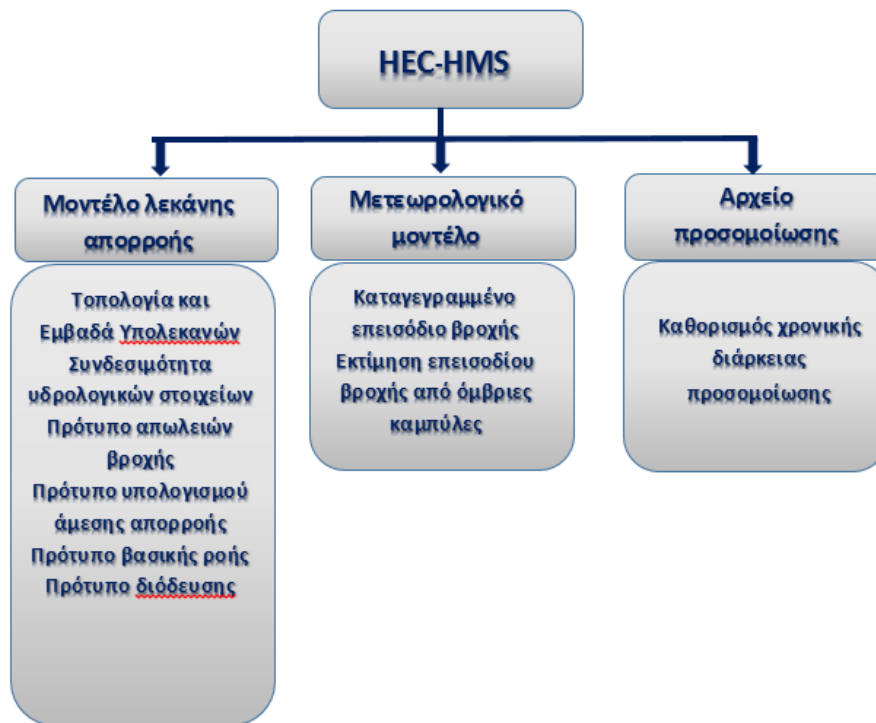 HEC-HMS
Μοντέλο λεκάνης
απορροής
Τοπολογία και
Εμβαδά Υπολεκανών
Συνδεσιμότητα
υδρολογικών στοιχείων
Πρότυπο απωλειών
βροχής
Πρότυπο υπολογισμού
άμεσης απορροής
Πρότυπο βασικής ροής
Πρότυπο διόδευσης
Μετεωρολογικό
μοντέλο
Καταγεγραμμένο
επεισόδιο βροχής
Εκτίμηση επεισοδίου
βροχής από όμβριες
καμπύλες
Αρχείο
προσομοίωσης
Καθορισμός χρονικής
διάρκειας
προσομοίωσης